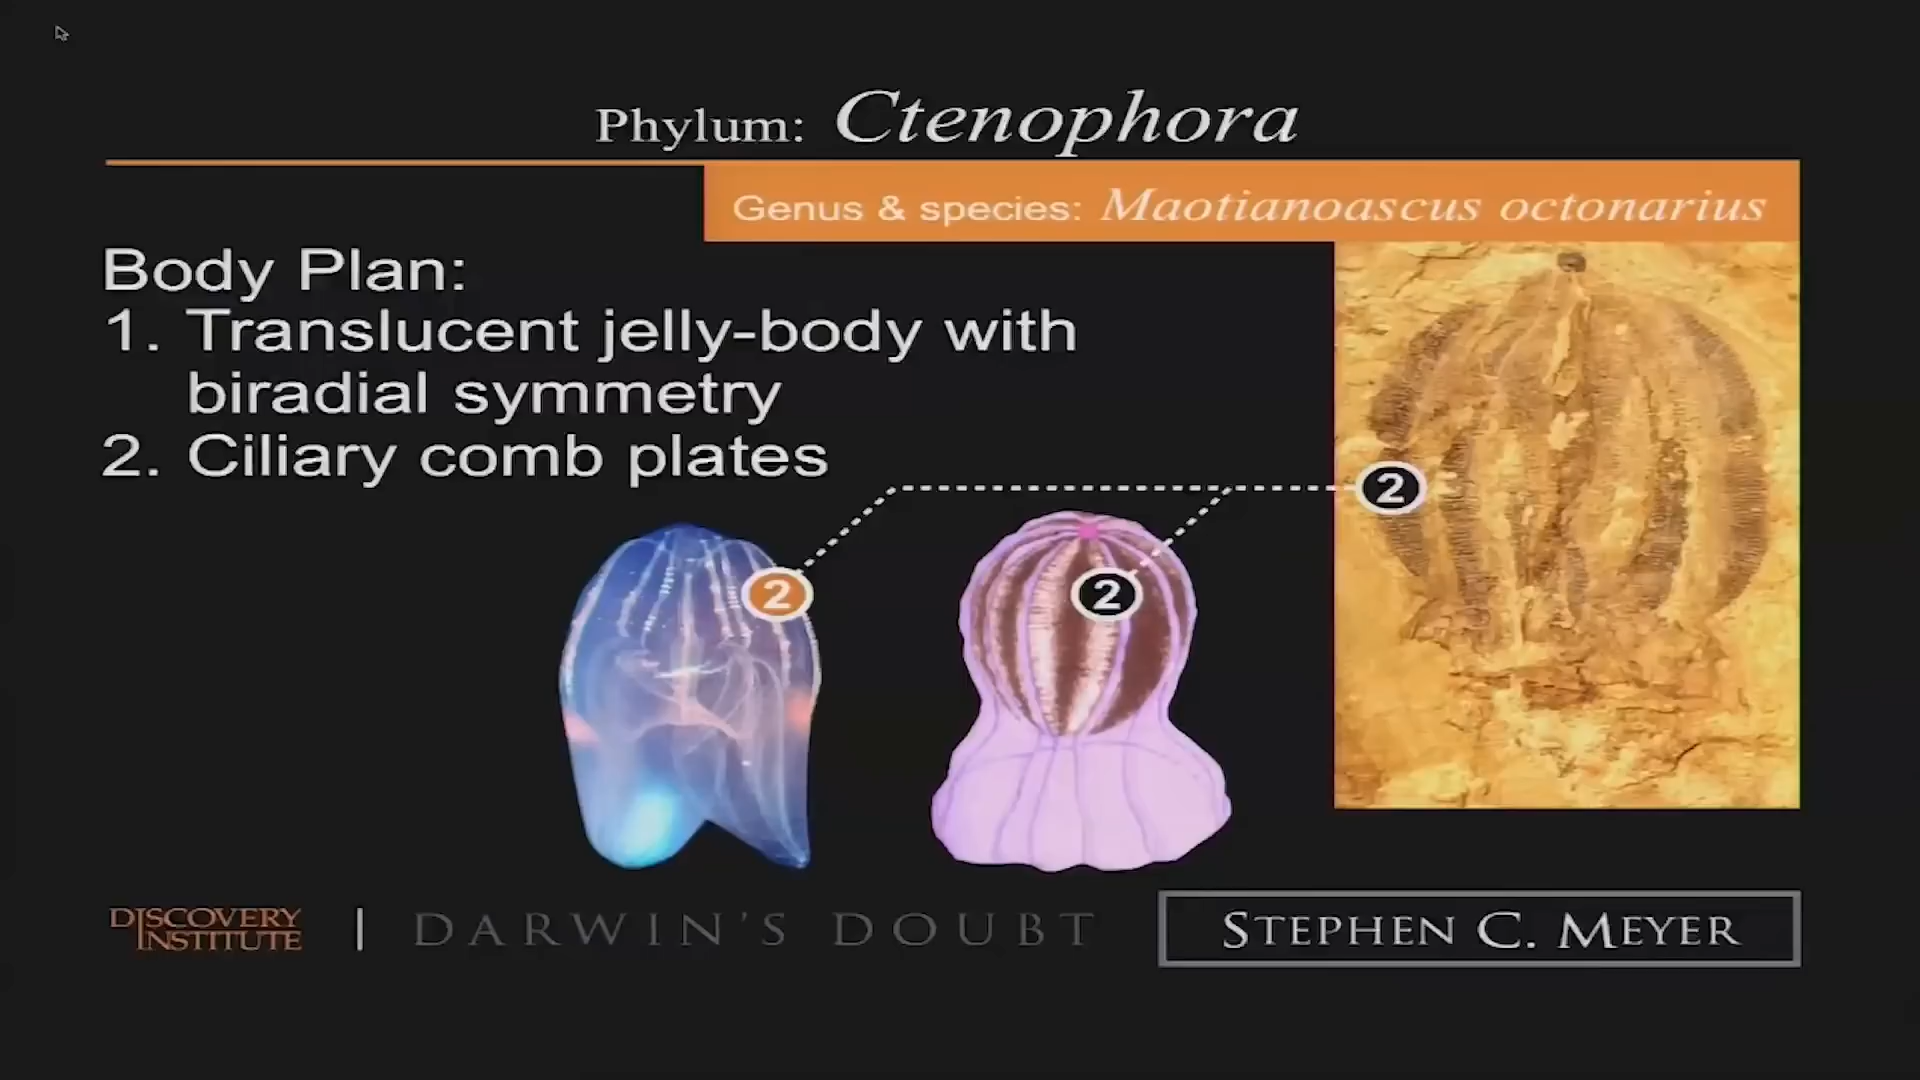 Phylum: Ctenophora
Genus & species: Maotianoascus octonarius
Body Plan:
1. Translucent jelly-body with
biradial symmetry
2. Ciliary comb plates
2
2
2
DISCOVERY
INSTITUTE
DARWIN'S DOUBT
STEPHEN C. MEYER